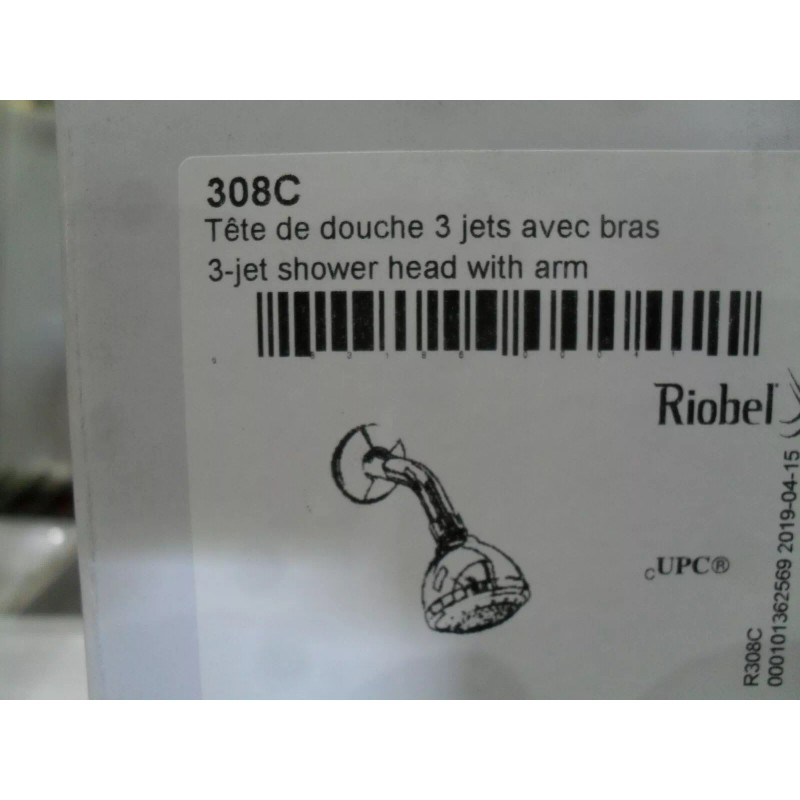 308C
Tête de douche 3 jets avec bras
3-jet shower head with arm
Riobel
cUPC®
R308C
000101362569 2019-04-15